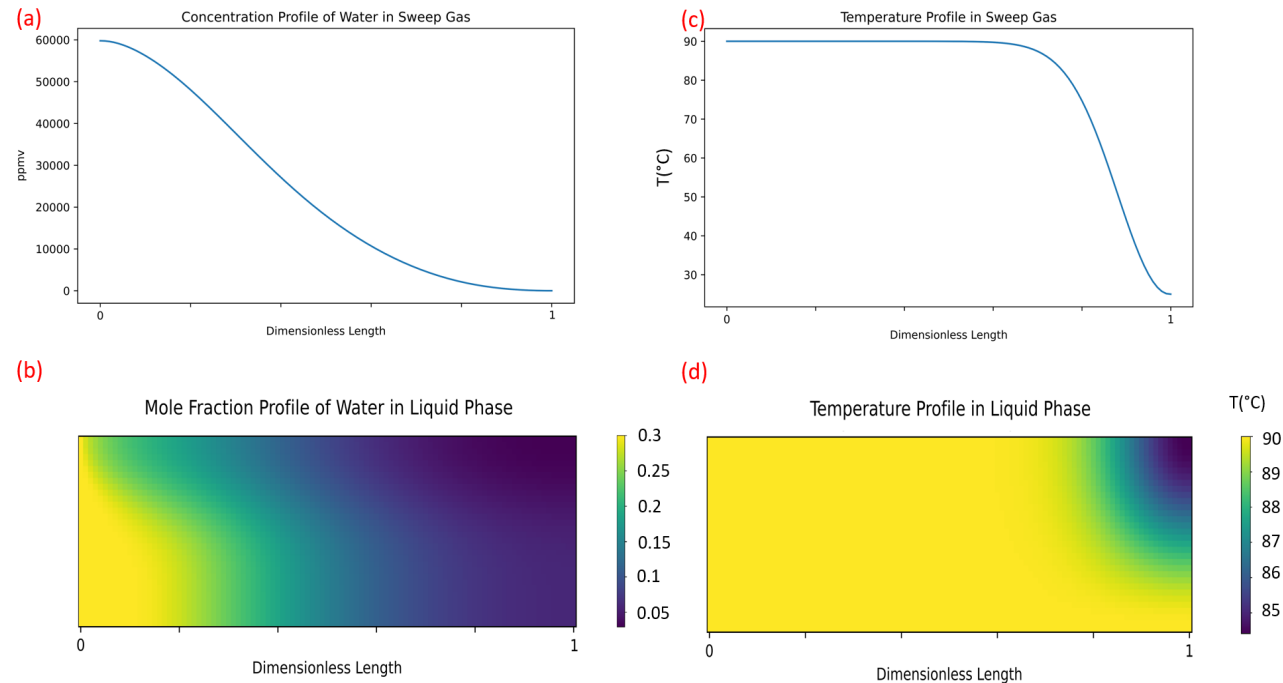 (a)
Concentration Profile of Water in Sweep Gas
60000
50000
40000
30000
20000
10000
0
ppmv
0
1
Dimensionless Length
(c)
Temperature Profile in Sweep Gas
90
80
70
60
50
40
30
T(°C)
0
1
Dimensionless Length
(b)
Mole Fraction Profile of Water in Liquid Phase
0.3
0.25
0.2
0.15
0.1
0.05
0
1
Dimensionless Length
(d)
Temperature Profile in Liquid Phase
T(°C)
90
89
88
87
86
85
0
1
Dimensionless Length